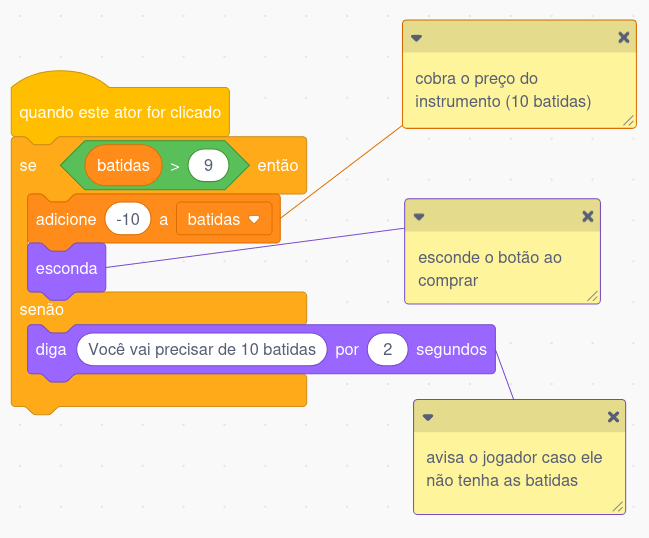 quando este ator for clicado
se batidas > 9 então
adicione -10 a batidas
esconda
senão
diga Você vai precisar de 10 batidas por 2 segundos
cobra o preço do
instrumento (10 batidas)
esconde o botão ao
comprar
avisa o jogador caso ele
não tenha as batidas